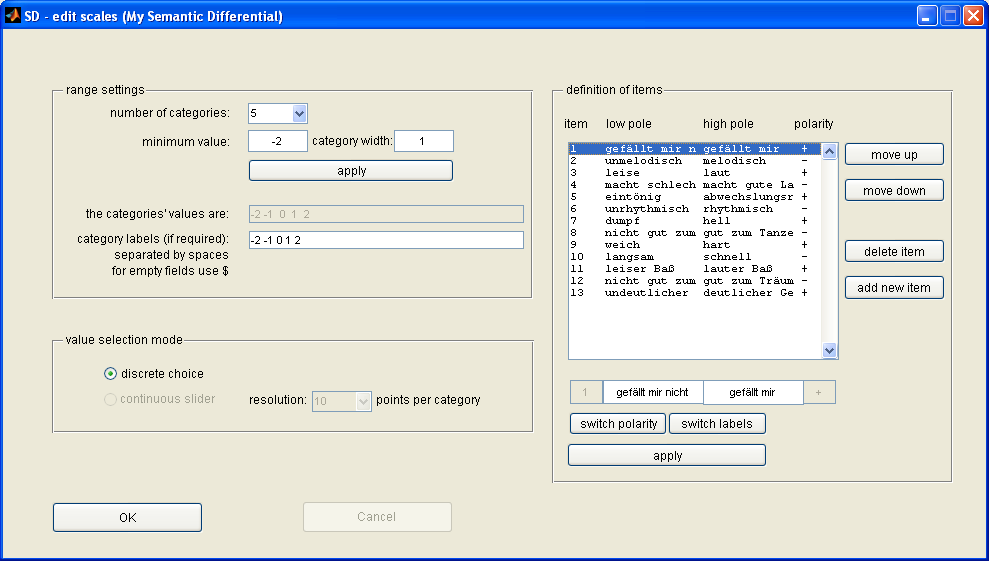 SD - edit scales (My Semantic Differential)
range settings
number of categories: 5
minimum value: -2 category width: 1
apply
the categories' values are: -2 -1 0 1 2
category labels (if required): -2 -1 0 1 2
separated by spaces
for empty fields use $
value selection mode
discrete choice
continuous slider resolution: 10 points per category
OK
Cancel
definition of items
item low pole high pole polarity
1 gefällt mir n gefällt mir +
2 unmelodisch melodisch -
3 leise laut +
4 macht schlech macht gute La -
5 eintönig abwechslungsr +
6 unrhythmisch rhythmisch -
7 dumpf hell +
8 nicht gut zum gut zum Tanze -
9 weich hart +
10 langsam schnell -
11 leiser Baß lauter Baß +
12 nicht gut zum gut zum Träum -
13 undeutlicher deutlicher Ge +
move up
move down
delete item
add new item
1 gefällt mir nicht gefällt mir +
switch polarity switch labels
apply